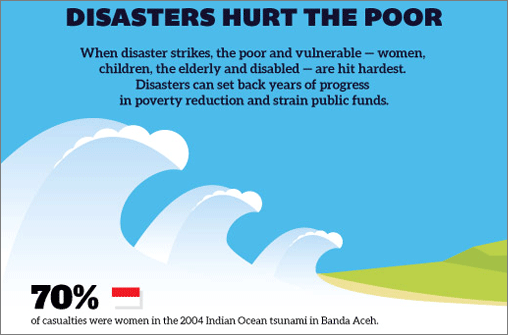 DISASTERS HURT THE POOR
When disaster strikes, the poor and vulnerable — women,
children, the elderly and disabled — are hit hardest.
Disasters can set back years of progress
in poverty reduction and strain public funds.
70%
of casualties were women in the 2004 Indian Ocean tsunami in Banda Aceh.